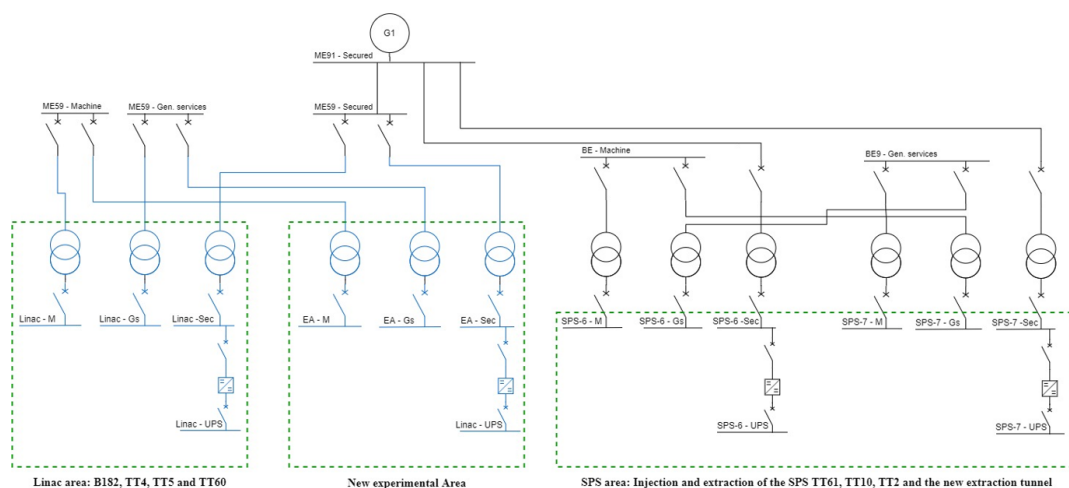 G1
ME91 - Secured
ME59 - Machine
ME59 - Gen. services
ME59 - Secured
BE - Machine
BE9 - Gen. services
Linac - M
Linac - Gs
Linac -Sec
EA - M
EA - Gs
EA - Sec
SPS-6 - M
SPS-6 - Gs
SPS-6 -Sec
SPS-7 - M
SPS-7 - Gs
SPS-7 -Sec
Linac - UPS
Linac - UPS
SPS-6 - UPS
SPS-7 - UPS
Linac area: B182, TT4, TT5 and TT60
New experimental Area
SPS area: Injection and extraction of the SPS TT61, TT10, TT2 and the new extraction tunnel